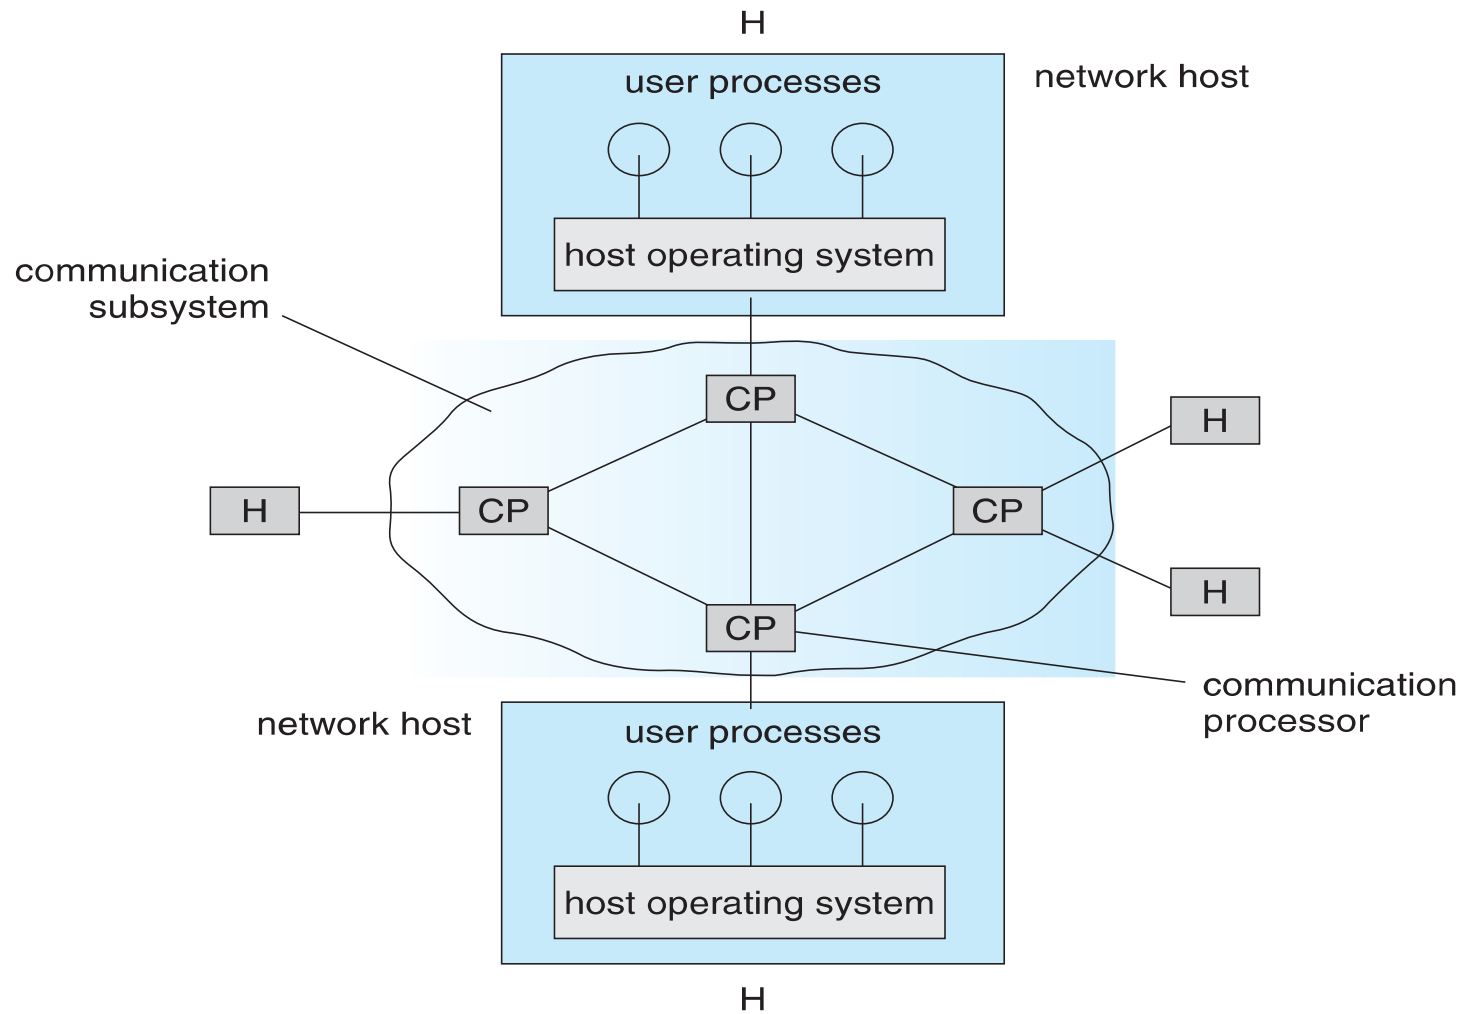 H
user processes
network host
host operating system
communication
subsystem
CP
H
H
CP
CP
H
CP
communication
processor
network host
user processes
host operating system
H